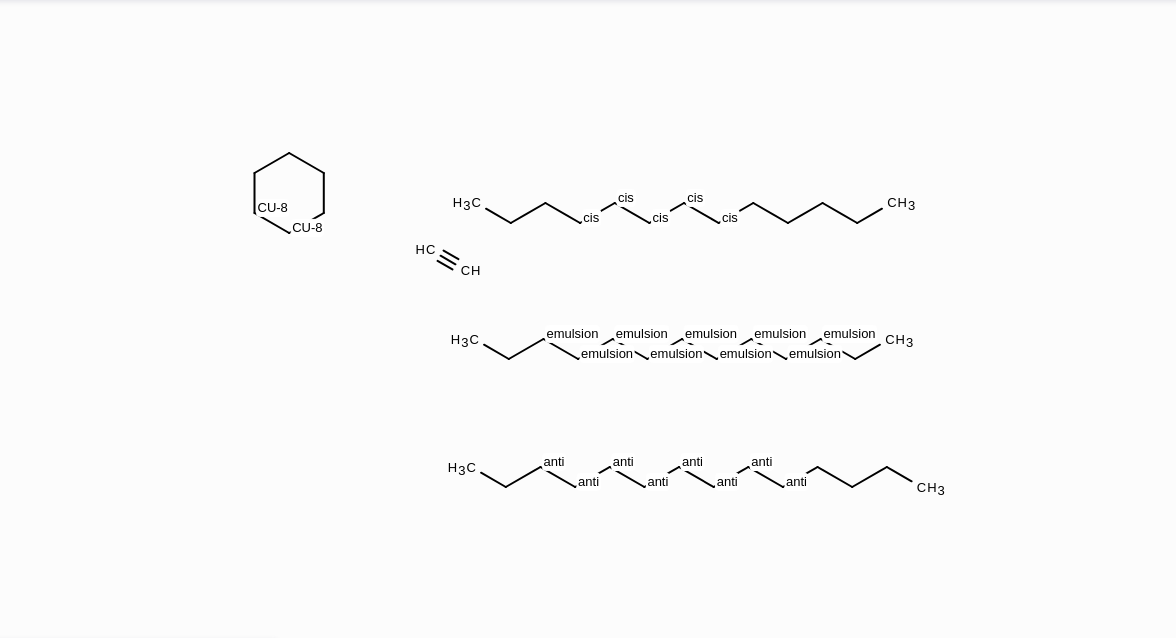 CU-8
CU-8
H3C cis cis CH3
cis cis cis
HC
CH
H3C emulsion emulsion emulsion emulsion emulsion CH3
emulsion emulsion emulsion emulsion
H3C anti anti anti anti
anti anti anti anti CH3